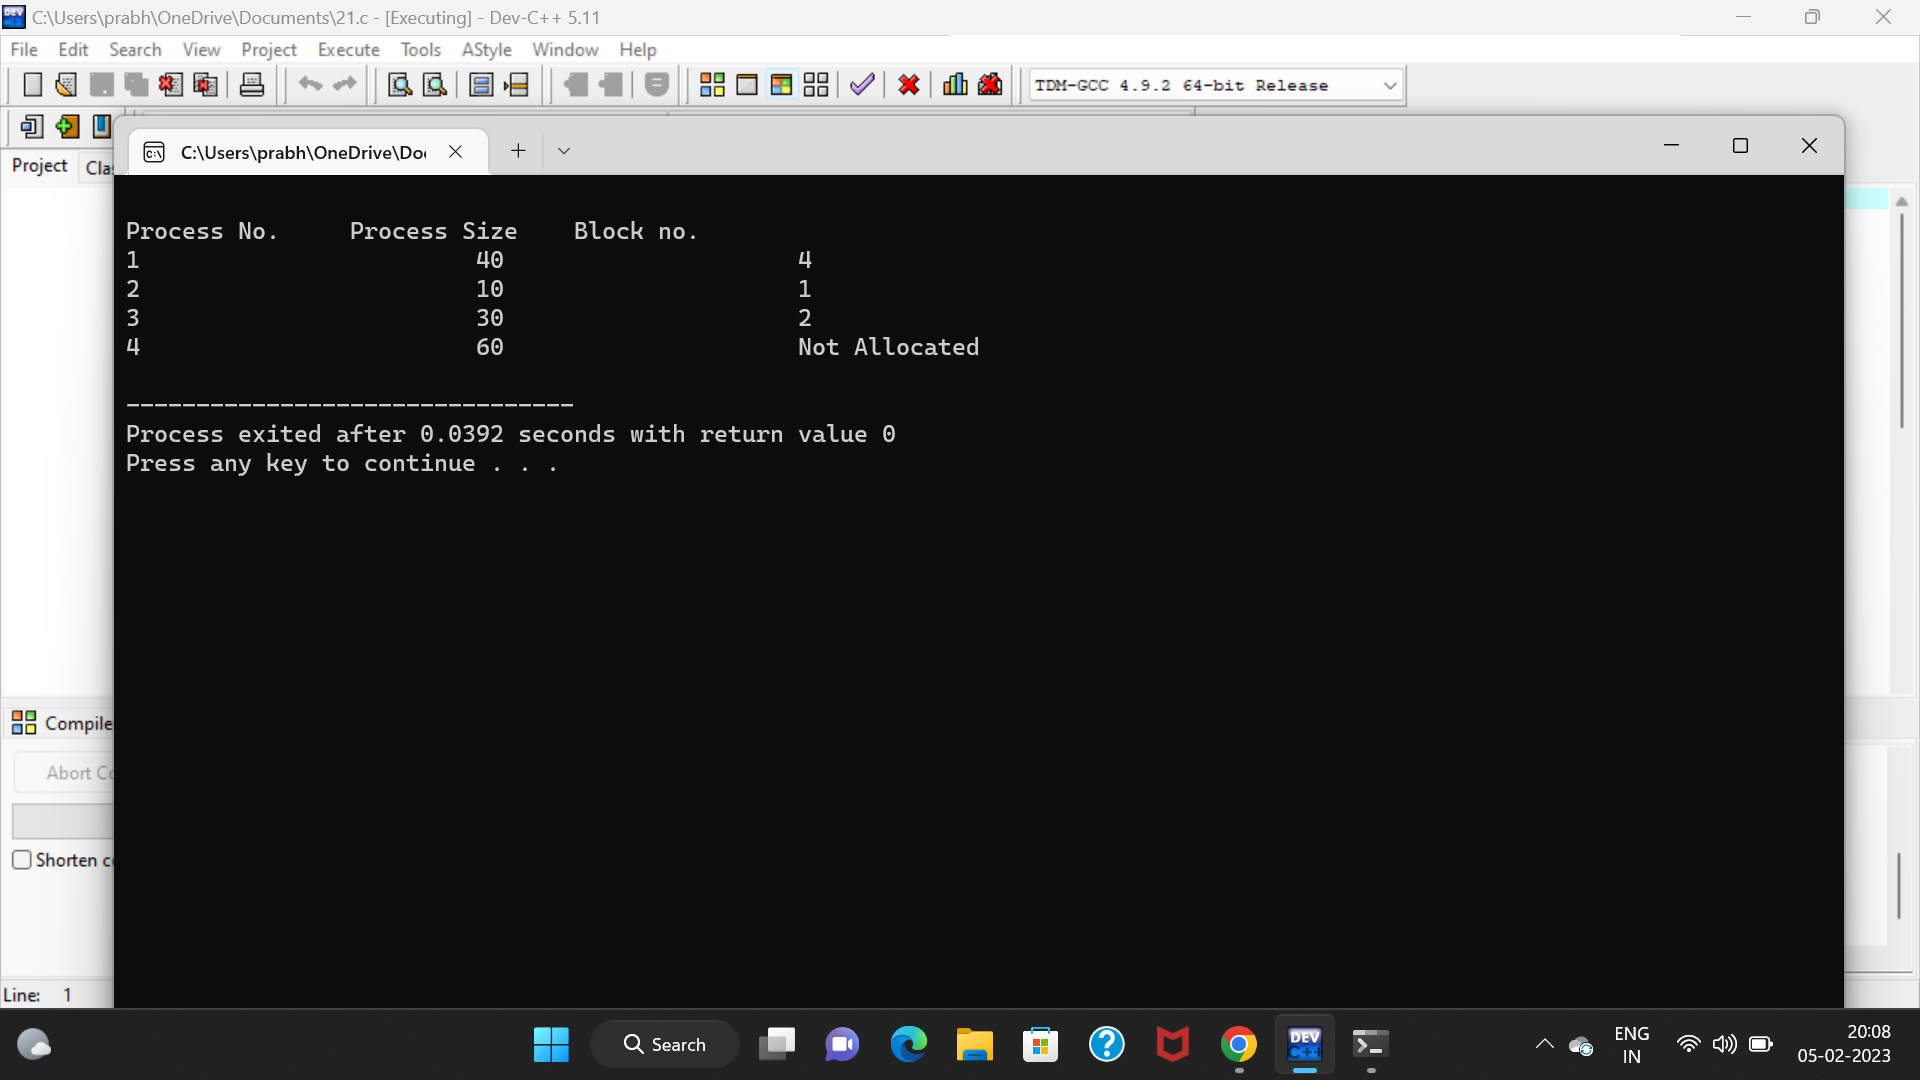 C:\Users\prabh\OneDrive\Documents\21.c - [Executing] - Dev-C++ 5.11
File Edit Search View Project Execute Tools AStyle Window Help
TDM-GCC 4.9.2 64-bit Release
Project Clas
C:\Users\prabh\OneDrive\Do
Process No. Process Size Block no.
1 40 4
2 10 1
3 30 2
4 60 Not Allocated
--------------------------------
Process exited after 0.0392 seconds with return value 0
Press any key to continue . . .
Compile
Abort Co
Shorten c
Line: 1
Search
DEV C++
ENG
IN
20:08
05-02-2023